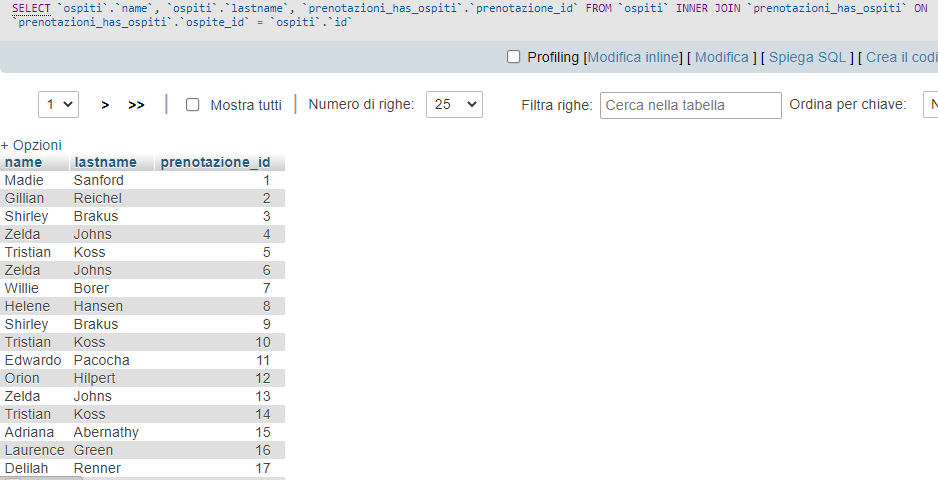 SELECT `ospiti`.`name`, `ospiti`.`lastname`, `prenotazioni_has_ospiti`.`prenotazione_id` FROM `ospiti` INNER JOIN `prenotazioni_has_ospiti` ON
`prenotazioni_has_ospiti`.`ospite_id` = `ospiti`.`id`
Profiling [Modifica inline] [ Modifica ] [ Spiega SQL ] [ Crea il codi
1 > >> | Mostra tutti | Numero di righe: 25 Filtra righe: Cerca nella tabella Ordina per chiave: N
+ Opzioni
name lastname prenotazione_id
Madie Sanford 1
Gillian Reichel 2
Shirley Brakus 3
Zelda Johns 4
Tristian Koss 5
Zelda Johns 6
Willie Borer 7
Helene Hansen 8
Shirley Brakus 9
Tristian Koss 10
Edwardo Pacocha 11
Orion Hilpert 12
Zelda Johns 13
Tristian Koss 14
Adriana Abernathy 15
Laurence Green 16
Delilah Renner 17